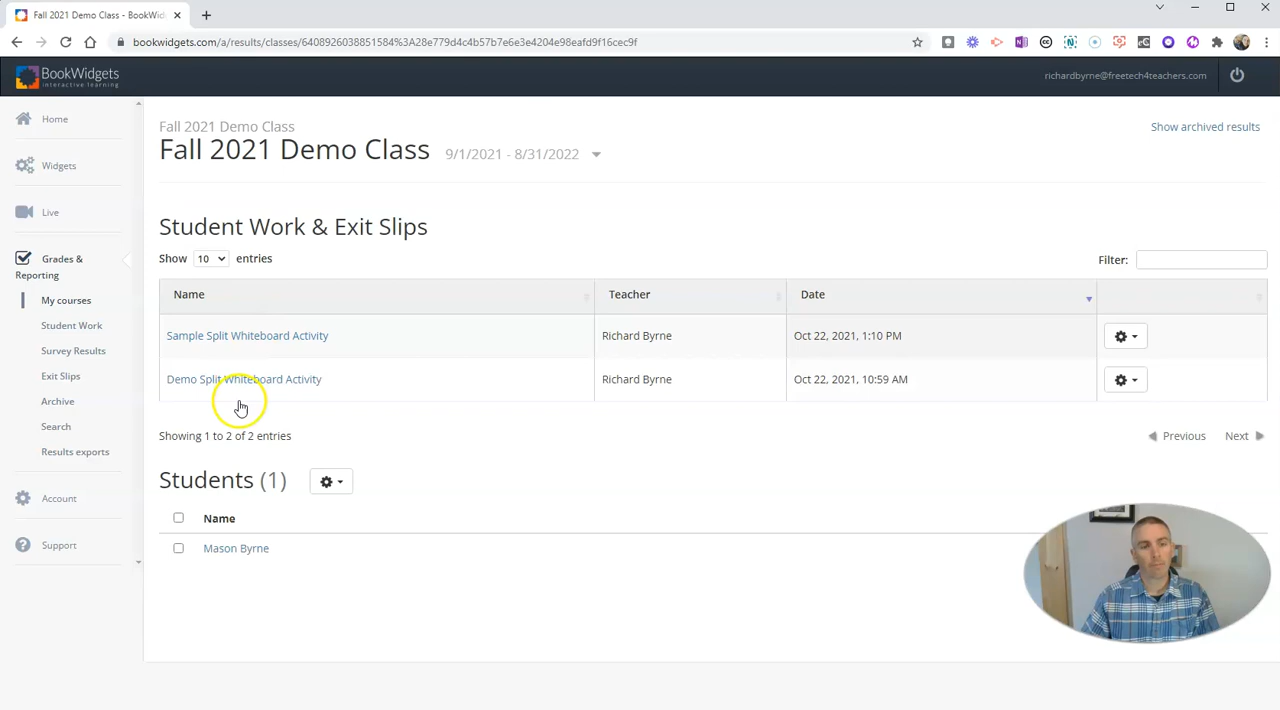 Fall 2021 Demo Class - BookWid
bookwidgets.com/a/results/classes/6408926038851584%3A28e779d4c4b57b7e6e3e4204e98eafd9f16cec9f
BookWidgets
interactive learning
richardbyrne@freetech4teachers.com
Home
Widgets
Live
Grades &
Reporting
My courses
Student Work
Survey Results
Exit Slips
Archive
Search
Results exports
Account
Support
Fall 2021 Demo Class
Show archived results
Fall 2021 Demo Class 9/1/2021 - 8/31/2022
Student Work & Exit Slips
Show 10 entries
Filter:
Name Teacher Date
Sample Split Whiteboard Activity Richard Byrne Oct 22, 2021, 1:10 PM
Demo Split Whiteboard Activity Richard Byrne Oct 22, 2021, 10:59 AM
Showing 1 to 2 of 2 entries
Previous Next
Students (1)
Name
Mason Byrne